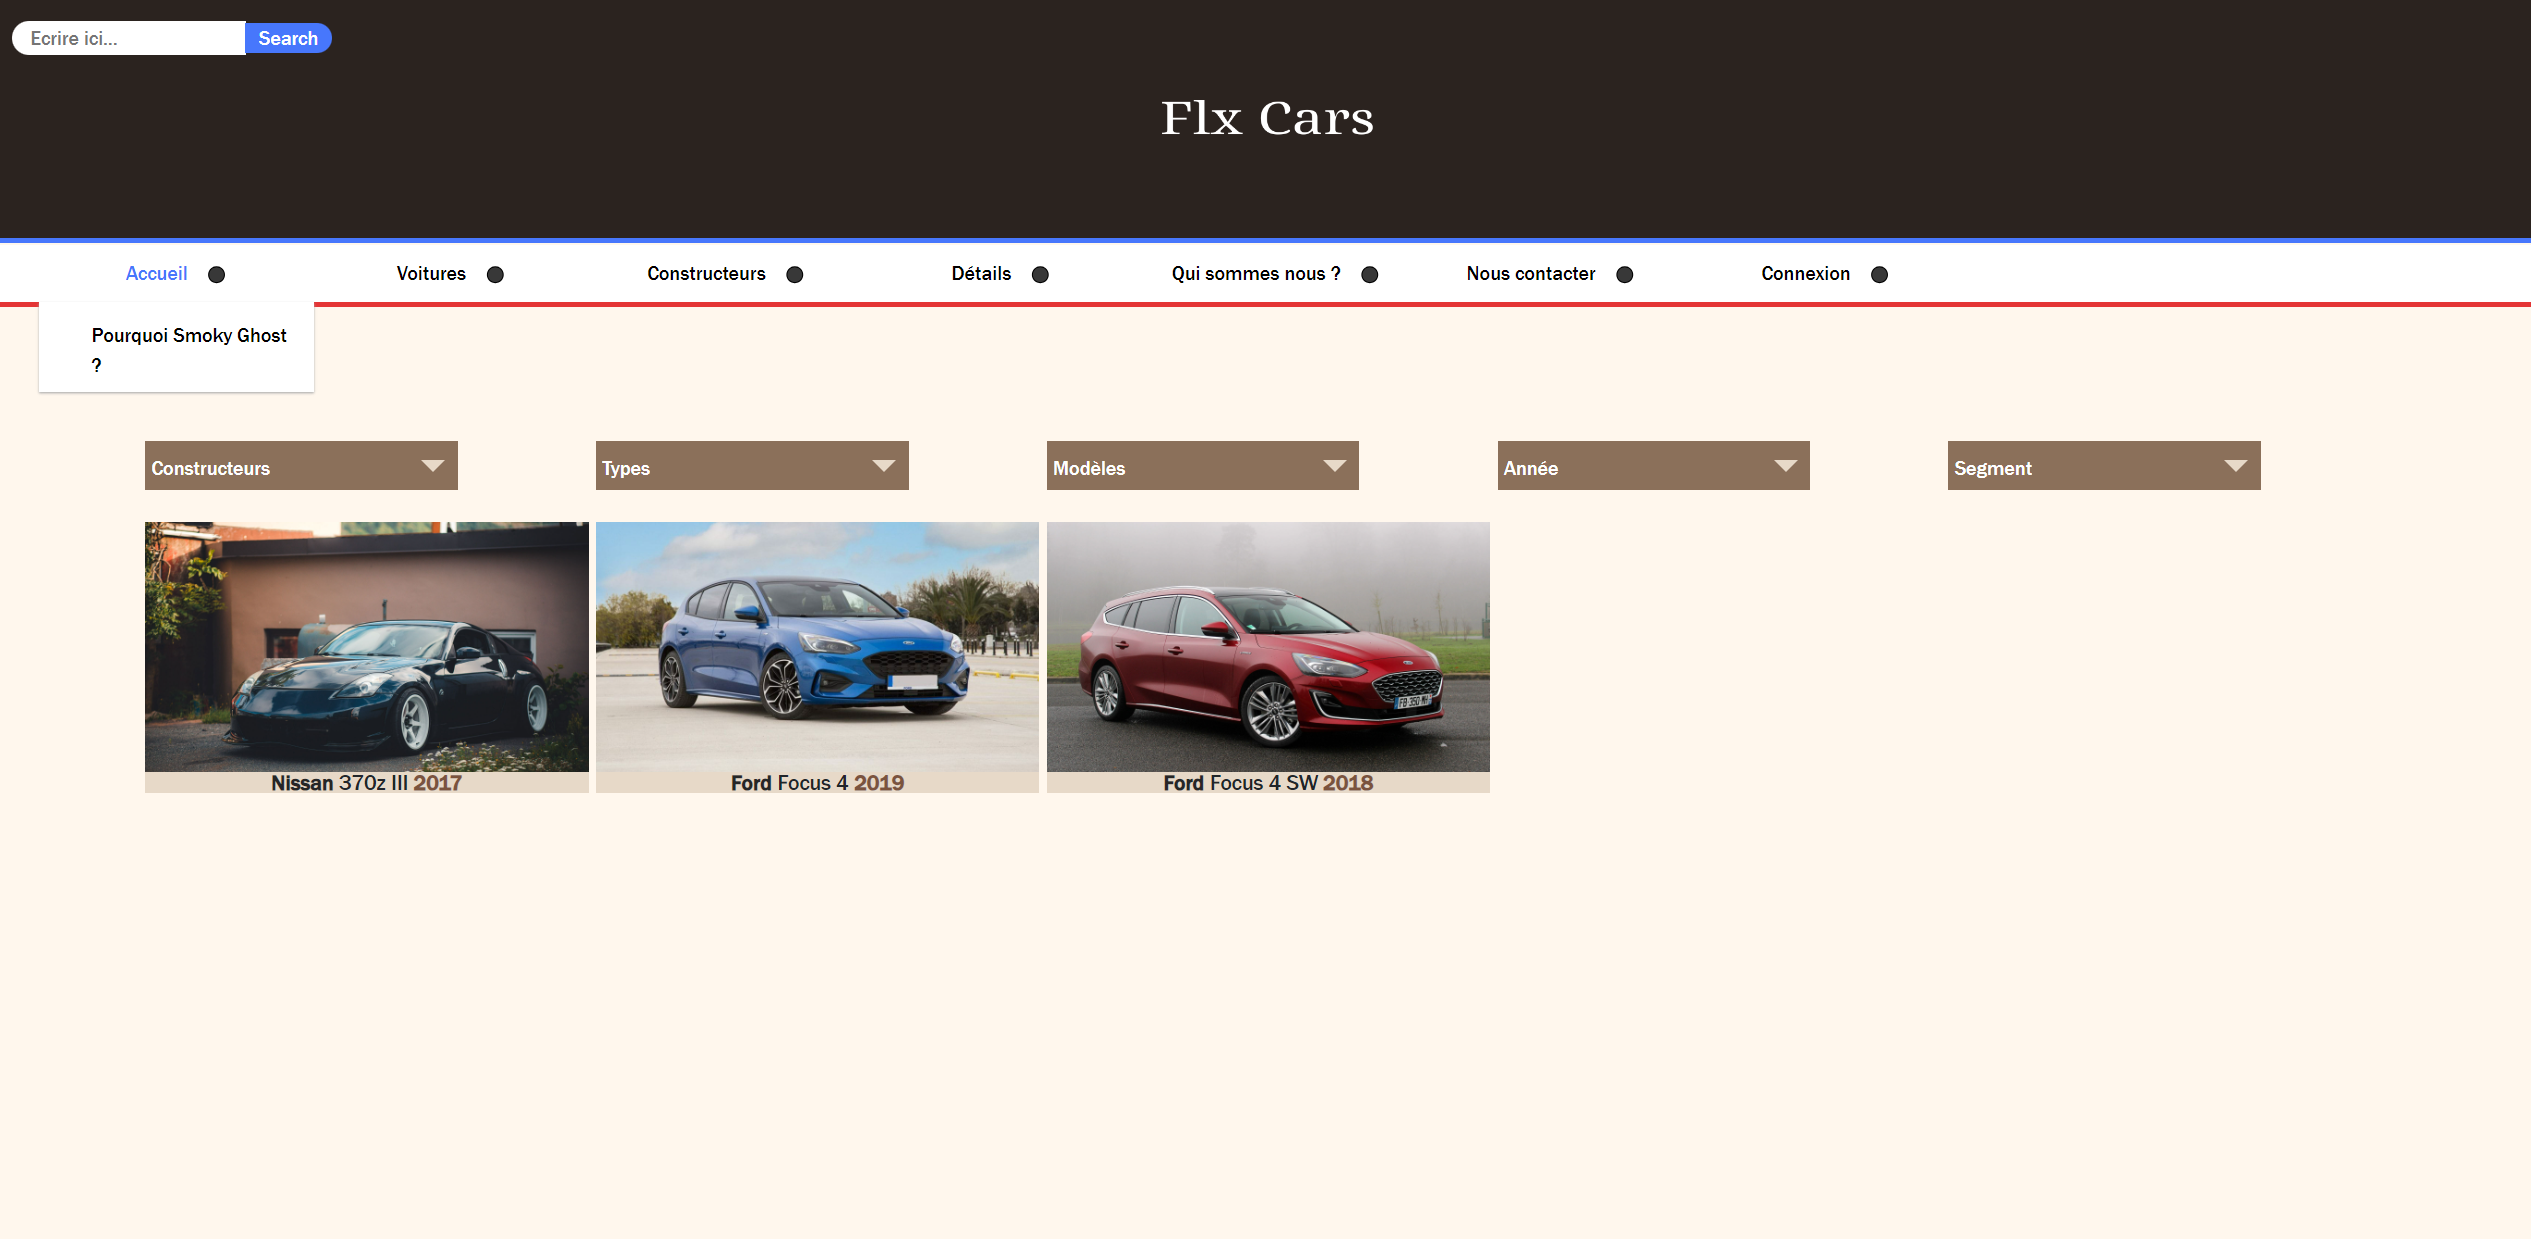 Ecrire ici...
Search
Flx Cars
Accueil
Voitures
Constructeurs
Détails
Qui sommes nous ?
Nous contacter
Connexion
Pourquoi Smoky Ghost
?
Constructeurs
Types
Modèles
Année
Segment
Nissan 370z III 2017
Ford Focus 4 2019
Ford Focus 4 SW 2018